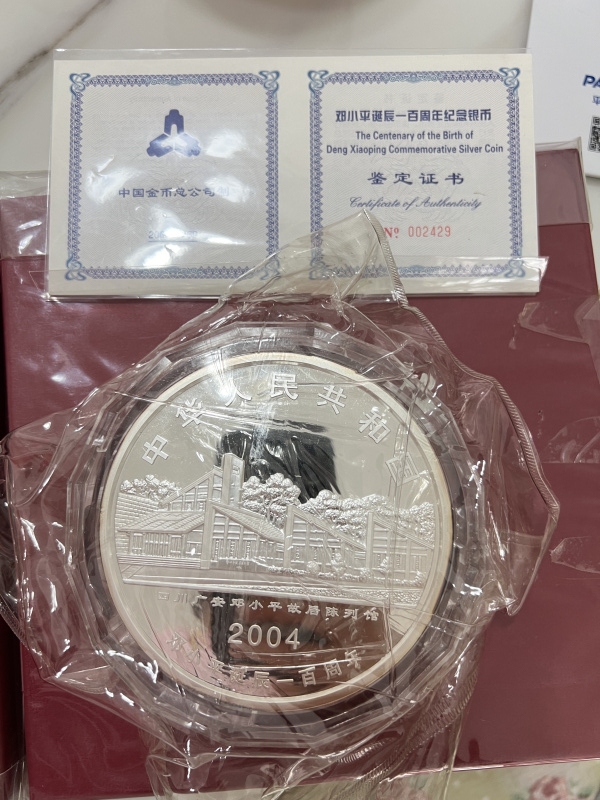 中国金币总公司制
邓小平诞辰一百周年纪念银币
The Centenary of the Birth of
Deng Xiaoping Commemorative Silver Coin
鉴定证书
Certificate of Authenticity
№ 002429
PA
平
中华人民共和国
四川广安邓小平故居陈列馆
2004
邓小平诞辰一百周年